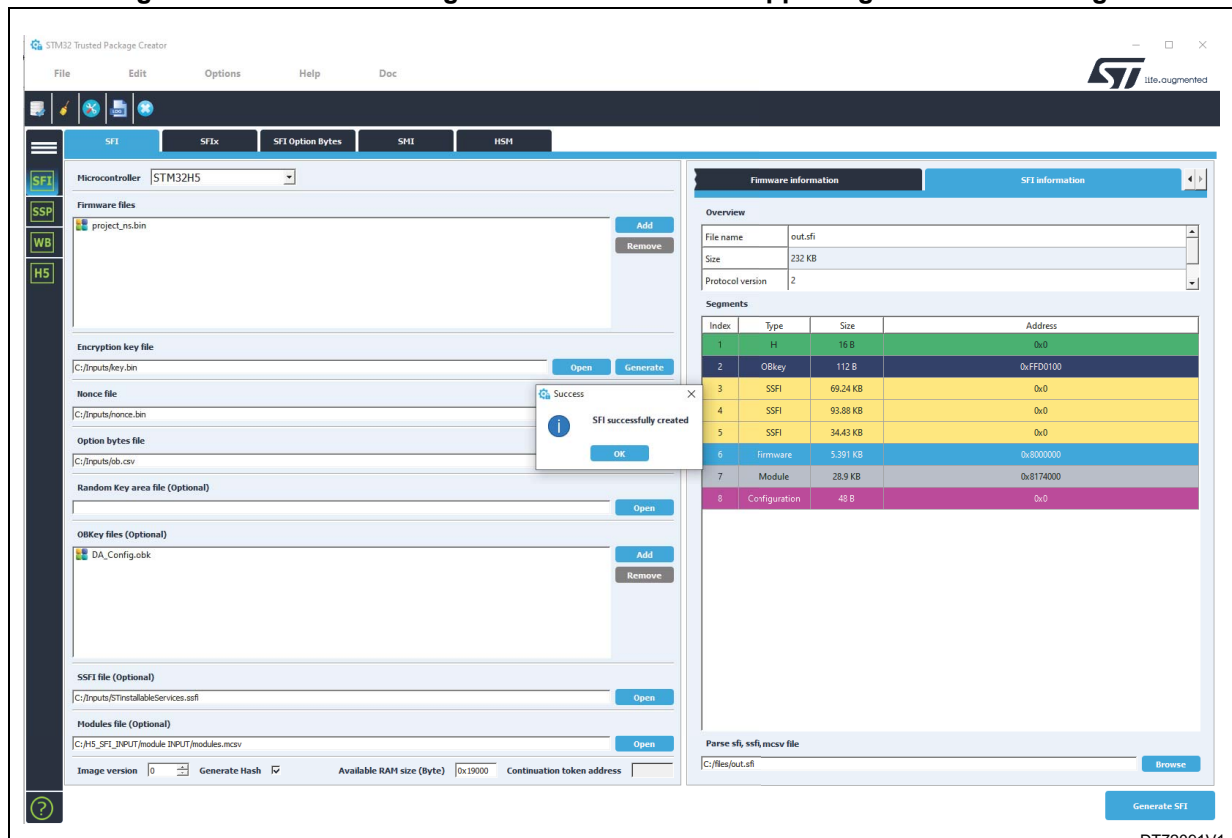 STM32 Trusted Package Creator
File Edit Options Help Doc
ST life.augmented
LOG
SFI SFIx SFI Option Bytes SMI HSM
SFI
SSP
WB
H5
Microcontroller STM32H5
Firmware files
project_ns.bin
Add
Remove
Encryption key file
C:/Inputs/key.bin Open Generate
Nonce file
C:/Inputs/nonce.bin
Option bytes file
C:/Inputs/ob.csv
Random Key area file (Optional)
Open
OBKey files (Optional)
DA_Config.obk
Add
Remove
SSFI file (Optional)
C:/Inputs/STinstallableServices.ssfi Open
Modules file (Optional)
C:/H5_SFI_INPUT/module INPUT/modules.mcsv Open
Image version 0 Generate Hash Available RAM size (Byte) 0x19000 Continuation token address
Success
SFI successfully created
OK
Firmware information SFI information
Overview
File name out.sfi
Size 232 KB
Protocol version 2
Segments
Index Type Size Address
1 H 16 B 0x0
2 OBkey 112 B 0xFFD0100
3 SSFI 69.24 KB 0x0
4 SSFI 93.88 KB 0x0
5 SSFI 34.43 KB 0x0
6 Firmware 5.391 KB 0x8000000
7 Module 28.9 KB 0x8174000
8 Configuration 48 B 0x0
Parse sfi, ssfi, mcsv file
C:/files/out.sfi Browse
Generate SFI